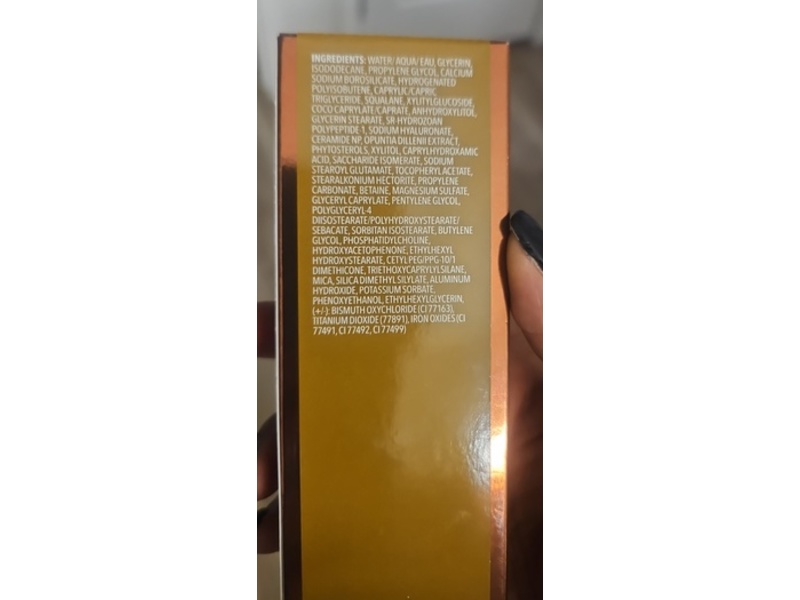 INGREDIENTS: WATER/ AQUA/ EAU, GLYCERIN,
ISODODECANE, PROPYLENE GLYCOL, CALCIUM
SODIUM BOROSILICATE, HYDROGENATED
POLYISOBUTENE, CAPRYLIC/CAPRIC
TRIGLYCERIDE, SQUALANE, XYLITYLGLUCOSIDE,
COCO CAPRYLATE/CAPRATE, ANHYDROXYLITOL,
GLYCERIN STEARATE, SR-HYDROZOAN
POLYPEPTIDE 1, SODIUM HYALURONATE,
CERAMIDE NP, OPUNTIA DILLENII EXTRACT,
PHYTOSTEROLS, XYLITOL, CAPRYLHYDROXAMIC
ACID, SACCHARIDE ISOMERATE, SODIUM
STEAROYL GLUTAMATE, TOCOPHERYL ACETATE,
STEARALKONIUM HECTORITE, PROPYLENE
CARBONATE, BETAINE, MAGNESIUM SULFATE,
GLYCERYL CAPRYLATE, PENTYLENE GLYCOL,
POLYGLYCERYL-4
DIISOSTEARATE/POLYHYDROXYSTEARATE/
SEBACATE, SORBITAN ISOSTEARATE, BUTYLENE
GLYCOL, PHOSPHATIDYLCHOLINE,
HYDROXYACETOPHENONE, ETHYLHEXYL
HYDROXYSTEARATE, CETYL PEG/PPG-10/1
DIMETHICONE, TRIETHOXYCAPRYLYLSILANE,
MICA, SILICA DIMETHYL SILYLATE, ALUMINUM
HYDROXIDE, POTASSIUM SORBATE,
PHENOXYETHANOL, ETHYLHEXYLGLYCERIN,
(+/-): BISMUTH OXYCHLORIDE (CI 77163),
TITANIUM DIOXIDE (77891), IRON OXIDES (CI
77491, CI 77492, CI 77499)